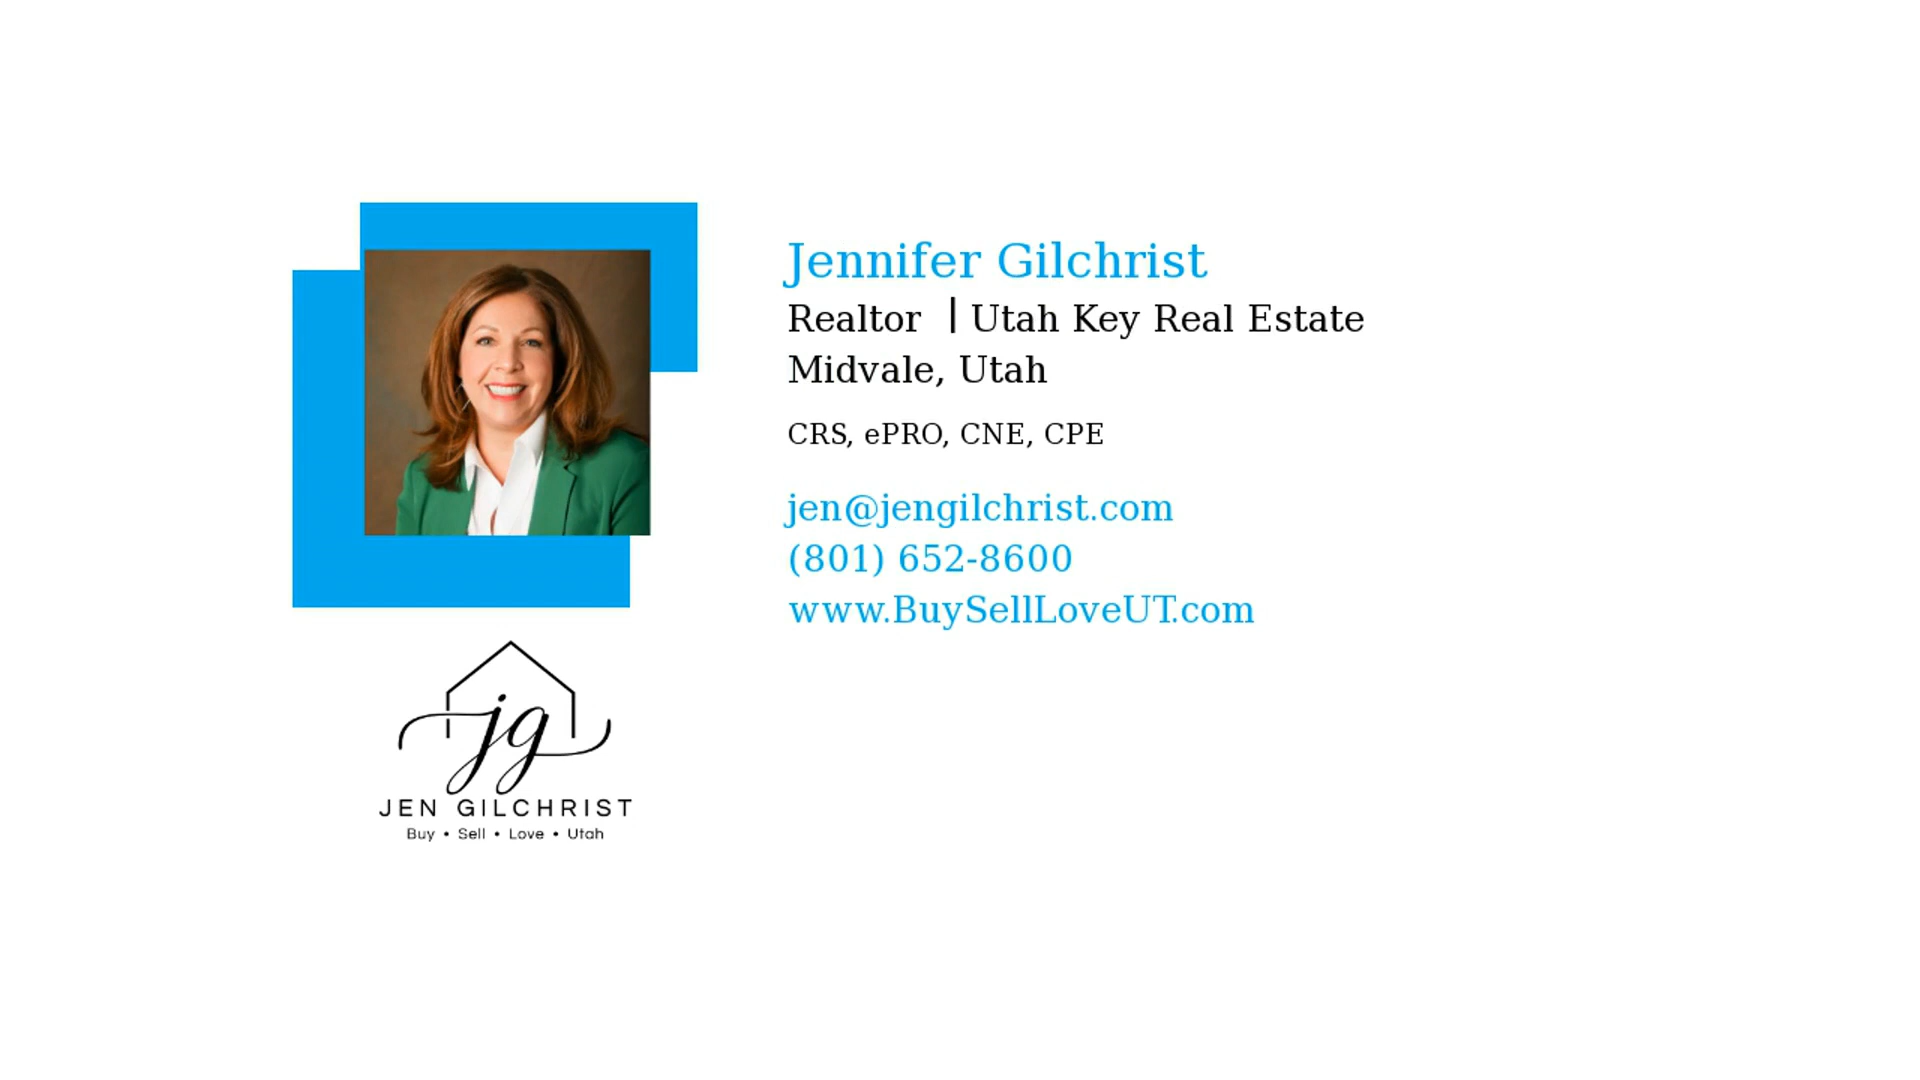 Jennifer Gilchrist
Realtor | Utah Key Real Estate
Midvale, Utah
CRS, ePRO, CNE, CPE
jen@jengilchrist.com
(801) 652-8600
www.BuySellLoveUT.com
jg
JEN GILCHRIST
Buy • Sell • Love • Utah